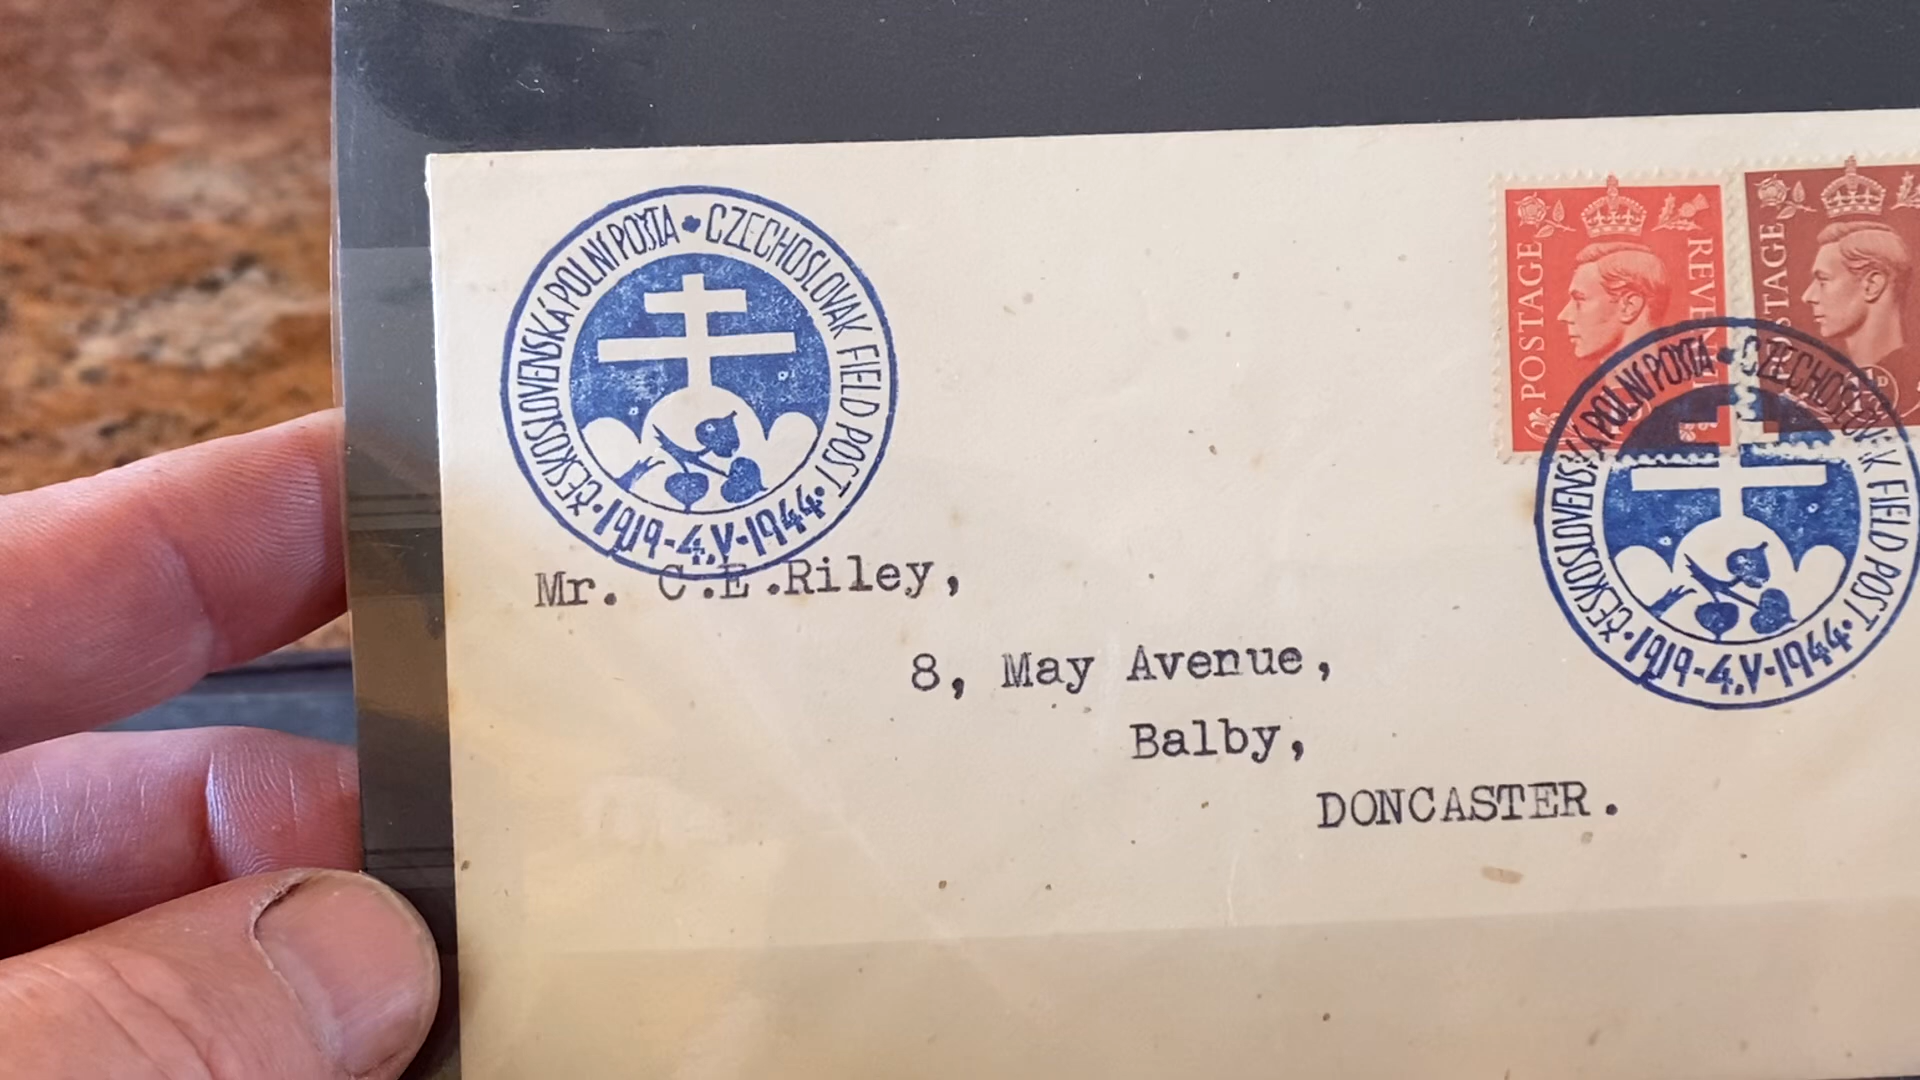 ČESKOSLOVENSKÁ POLNÍ POŠTA • CZECHOSLOVAK FIELD POST •
1919-4.V-1944
POSTAGE REVENUE
POSTAGE
ČESKOSLOVENSKÁ POLNÍ POŠTA • CZECHOSLOVAK FIELD POST •
1919-4.V-1944
Mr. C.E.Riley,
8, May Avenue,
Balby,
DONCASTER.